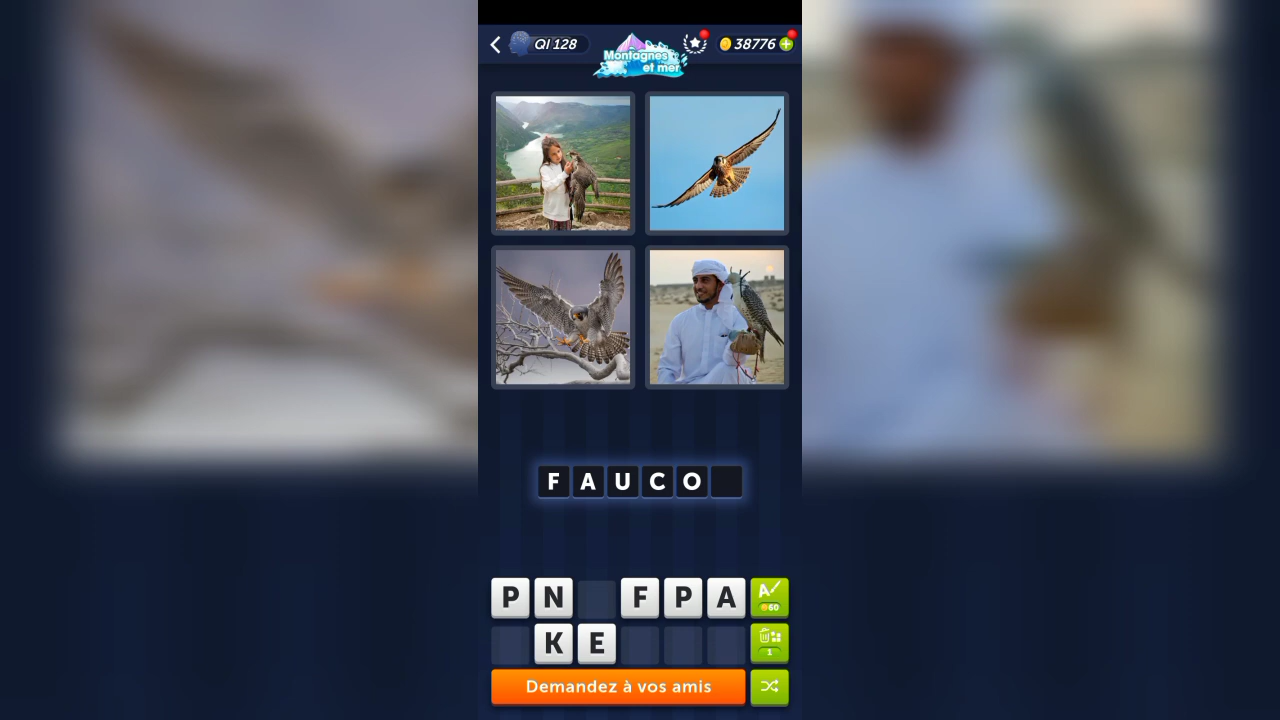 QI 128
Montagnes
et mer
38776
F A U C O
P N F P A
60
K E
1
Demandez à vos amis